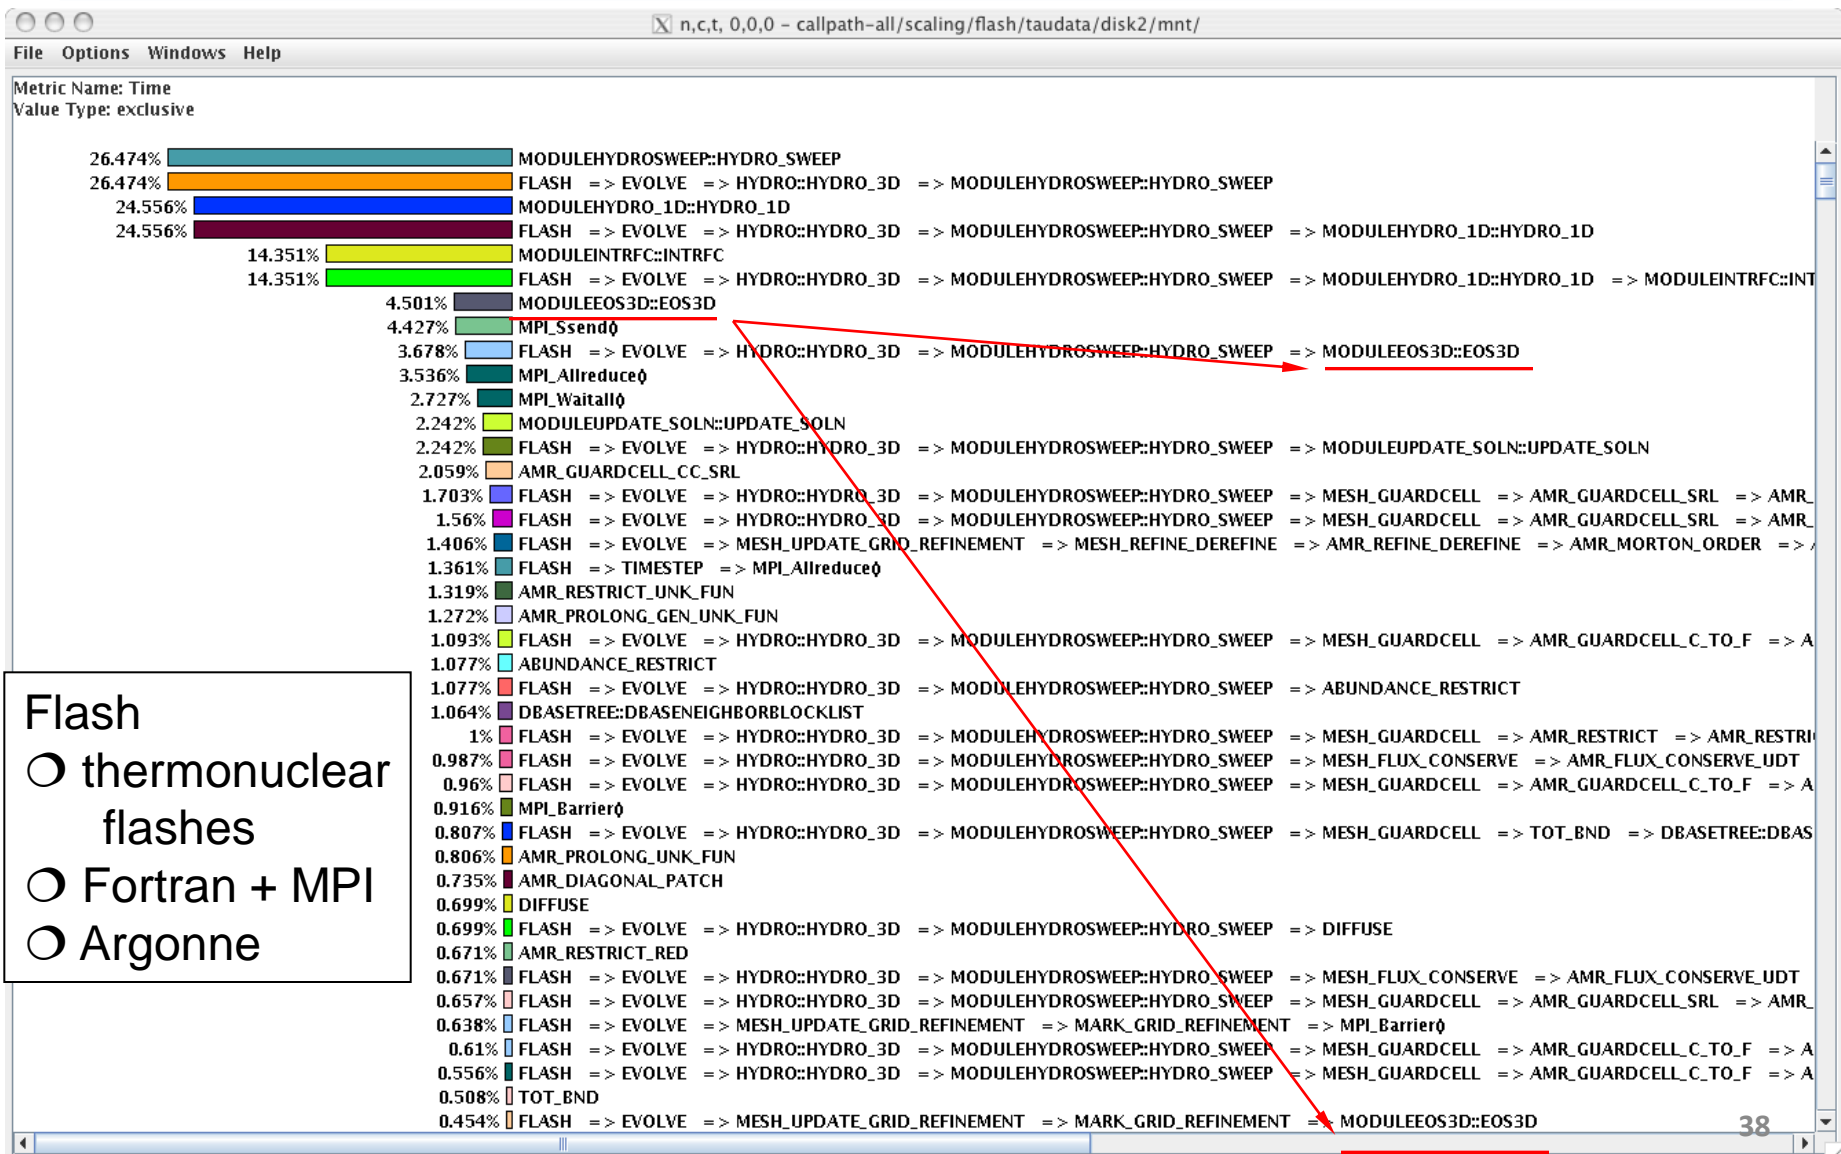 n,c,t, 0,0,0 – callpath-all/scaling/flash/taudata/disk2/mnt/
File Options Windows Help
Metric Name: Time
Value Type: exclusive
26.474% MODULEHYDROSWEEP::HYDRO_SWEEP
26.474% FLASH => EVOLVE => HYDRO::HYDRO_3D => MODULEHYDROSWEEP::HYDRO_SWEEP
24.556% MODULEHYDRO_1D::HYDRO_1D
24.556% FLASH => EVOLVE => HYDRO::HYDRO_3D => MODULEHYDROSWEEP::HYDRO_SWEEP => MODULEHYDRO_1D::HYDRO_1D
14.351% MODULEINTRFC::INTRFC
14.351% FLASH => EVOLVE => HYDRO::HYDRO_3D => MODULEHYDROSWEEP::HYDRO_SWEEP => MODULEHYDRO_1D::HYDRO_1D => MODULEINTRFC::INT
4.501% MODULEEOS3D::EOS3D
4.427% MPI_Ssend()
3.678% FLASH => EVOLVE => HYDRO::HYDRO_3D => MODULEHYDROSWEEP::HYDRO_SWEEP => MODULEEOS3D::EOS3D
3.536% MPI_Allreduce()
2.727% MPI_Waitall()
2.242% MODULEUPDATE_SOLN::UPDATE_SOLN
2.242% FLASH => EVOLVE => HYDRO::HYDRO_3D => MODULEHYDROSWEEP::HYDRO_SWEEP => MODULEUPDATE_SOLN::UPDATE_SOLN
2.059% AMR_GUARDCELL_CC_SRL
1.703% FLASH => EVOLVE => HYDRO::HYDRO_3D => MODULEHYDROSWEEP::HYDRO_SWEEP => MESH_GUARDCELL => AMR_GUARDCELL_SRL => AMR_
1.56% FLASH => EVOLVE => HYDRO::HYDRO_3D => MODULEHYDROSWEEP::HYDRO_SWEEP => MESH_GUARDCELL => AMR_GUARDCELL_SRL => AMR_
1.406% FLASH => EVOLVE => MESH_UPDATE_GRID_REFINEMENT => MESH_REFINE_DEREFINE => AMR_REFINE_DEREFINE => AMR_MORTON_ORDER =>
1.361% FLASH => TIMESTEP => MPI_Allreduce()
1.319% AMR_RESTRICT_UNK_FUN
1.272% AMR_PROLONG_GEN_UNK_FUN
1.093% FLASH => EVOLVE => HYDRO::HYDRO_3D => MODULEHYDROSWEEP::HYDRO_SWEEP => MESH_GUARDCELL => AMR_GUARDCELL_C_TO_F => A
1.077% ABUNDANCE_RESTRICT
1.077% FLASH => EVOLVE => HYDRO::HYDRO_3D => MODULEHYDROSWEEP::HYDRO_SWEEP => ABUNDANCE_RESTRICT
1.064% DBASETREE::DBASENEIGHBORBLOCKLIST
1% FLASH => EVOLVE => HYDRO::HYDRO_3D => MODULEHYDROSWEEP::HYDRO_SWEEP => MESH_GUARDCELL => AMR_RESTRICT => AMR_RESTRI
0.987% FLASH => EVOLVE => HYDRO::HYDRO_3D => MODULEHYDROSWEEP::HYDRO_SWEEP => MESH_FLUX_CONSERVE => AMR_FLUX_CONSERVE_UDT
0.96% FLASH => EVOLVE => HYDRO::HYDRO_3D => MODULEHYDROSWEEP::HYDRO_SWEEP => MESH_GUARDCELL => AMR_GUARDCELL_C_TO_F => A
0.916% MPI_Barrier()
0.807% FLASH => EVOLVE => HYDRO::HYDRO_3D => MODULEHYDROSWEEP::HYDRO_SWEEP => MESH_GUARDCELL => TOT_BND => DBASETREE::DBAS
0.806% AMR_PROLONG_UNK_FUN
0.735% AMR_DIAGONAL_PATCH
0.699% DIFFUSE
0.699% FLASH => EVOLVE => HYDRO::HYDRO_3D => MODULEHYDROSWEEP::HYDRO_SWEEP => DIFFUSE
0.671% AMR_RESTRICT_RED
0.671% FLASH => EVOLVE => HYDRO::HYDRO_3D => MODULEHYDROSWEEP::HYDRO_SWEEP => MESH_FLUX_CONSERVE => AMR_FLUX_CONSERVE_UDT
0.657% FLASH => EVOLVE => HYDRO::HYDRO_3D => MODULEHYDROSWEEP::HYDRO_SWEEP => MESH_GUARDCELL => AMR_GUARDCELL_SRL => AMR_
0.638% FLASH => EVOLVE => MESH_UPDATE_GRID_REFINEMENT => MARK_GRID_REFINEMENT => MPI_Barrier()
0.61% FLASH => EVOLVE => HYDRO::HYDRO_3D => MODULEHYDROSWEEP::HYDRO_SWEEP => MESH_GUARDCELL => AMR_GUARDCELL_C_TO_F => A
0.556% FLASH => EVOLVE => HYDRO::HYDRO_3D => MODULEHYDROSWEEP::HYDRO_SWEEP => MESH_GUARDCELL => AMR_GUARDCELL_C_TO_F => A
0.508% TOT_BND
0.454% FLASH => EVOLVE => MESH_UPDATE_GRID_REFINEMENT => MARK_GRID_REFINEMENT => MODULEEOS3D::EOS3D
Flash
thermonuclear
flashes
Fortran + MPI
Argonne
38